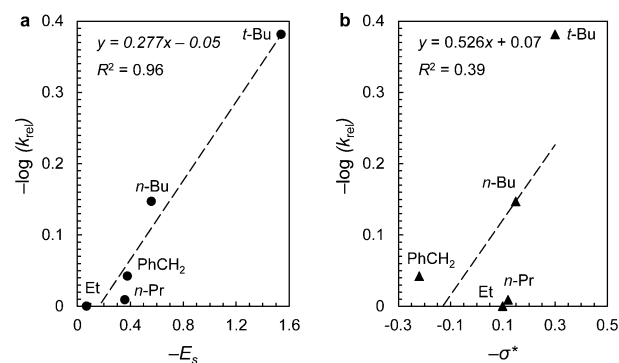 a
y = 0.277x – 0.05
R² = 0.96
t-Bu
n-Bu
PhCH₂
Et
n-Pr
–log (k_rel)
0.4
0.3
0.2
0.1
0
0 0.4 0.8 1.2 1.6
–E_s
b
y = 0.526x + 0.07
R² = 0.39
t-Bu
n-Bu
PhCH₂
Et
n-Pr
–log (k_rel)
0.4
0.3
0.2
0.1
0
-0.3 -0.1 0.1 0.3 0.5
–σ*